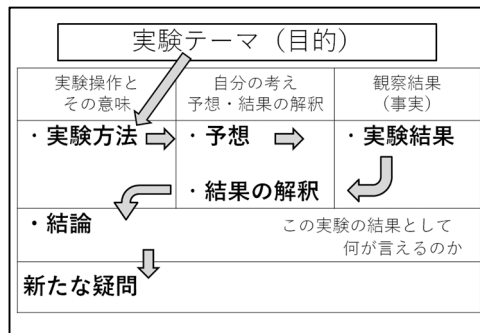 実験テーマ（目的）
実験操作と
その意味
自分の考え
予想・結果の解釈
観察結果
（事実）
・実験方法
・予想
・実験結果
・結果の解釈
・結論
この実験の結果として
何が言えるのか
新たな疑問